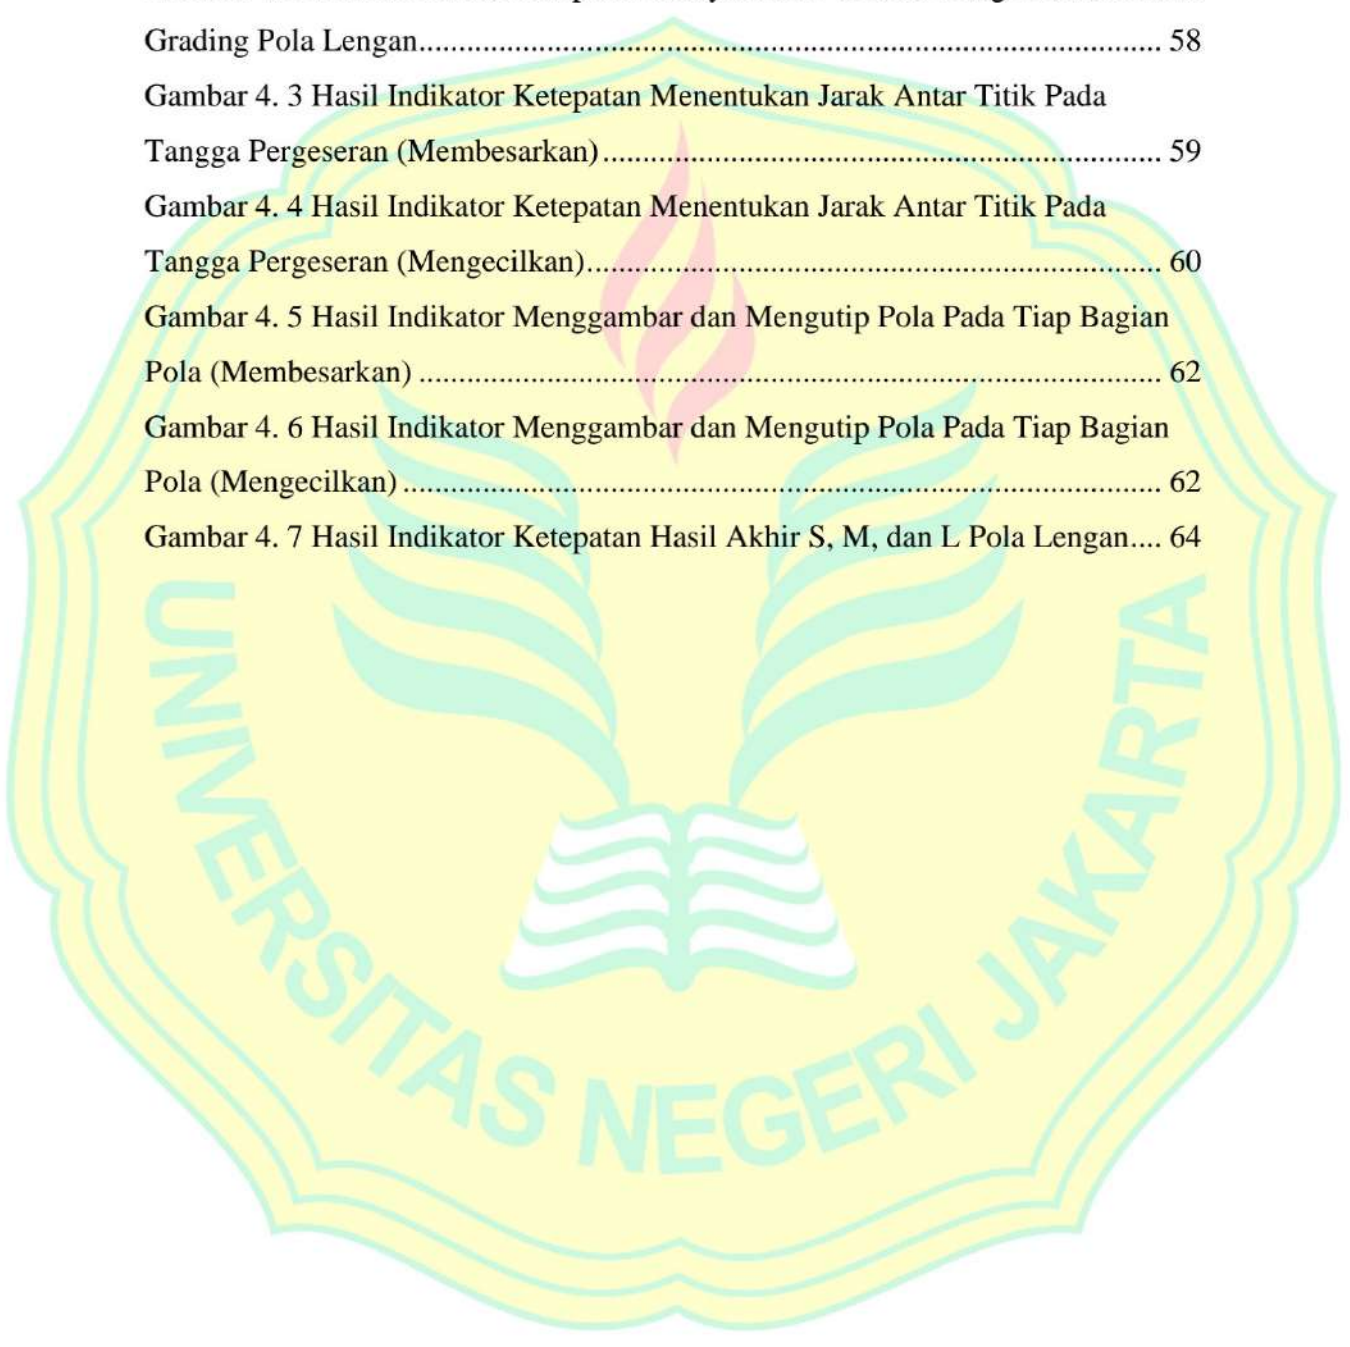 Grading Pola Lengan............................................................................................ 58
Gambar 4. 3 Hasil Indikator Ketepatan Menentukan Jarak Antar Titik Pada
Tangga Pergeseran (Membesarkan)..................................................................... 59
Gambar 4. 4 Hasil Indikator Ketepatan Menentukan Jarak Antar Titik Pada
Tangga Pergeseran (Mengecilkan)....................................................................... 60
Gambar 4. 5 Hasil Indikator Menggambar dan Mengutip Pola Pada Tiap Bagian
Pola (Membesarkan) ............................................................................................ 62
Gambar 4. 6 Hasil Indikator Menggambar dan Mengutip Pola Pada Tiap Bagian
Pola (Mengecilkan) .............................................................................................. 62
Gambar 4. 7 Hasil Indikator Ketepatan Hasil Akhir S, M, dan L Pola Lengan.... 64
UNIVERSITAS NEGERI JAKARTA